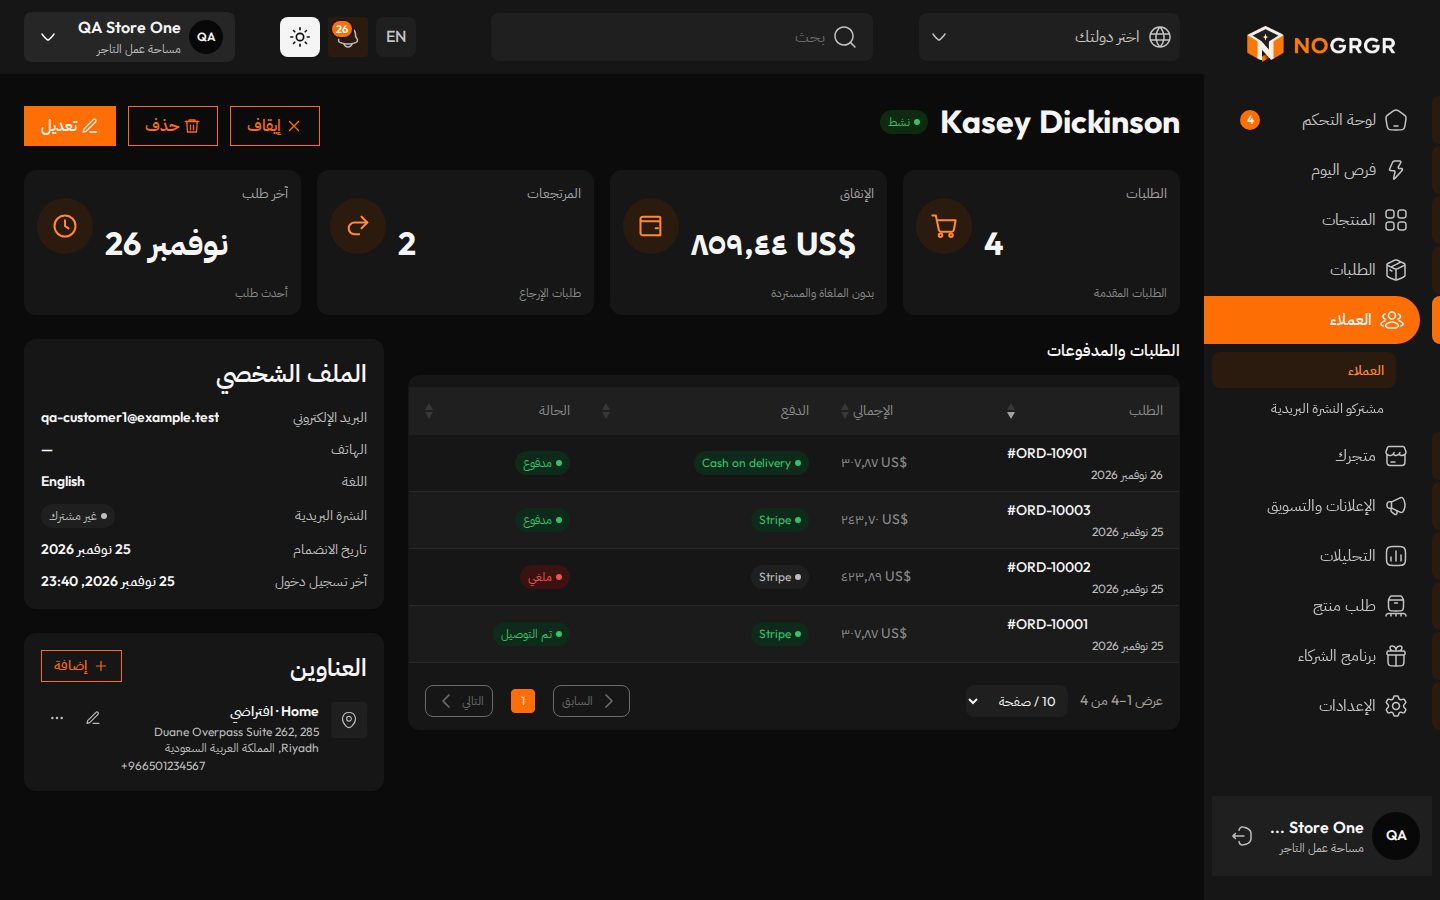 NOGRGR
اختر دولتك
بحث
EN
26
QA Store One
مساحة عمل التاجر
QA
لوحة التحكم
4
فرص اليوم
المنتجات
الطلبات
العملاء
العملاء
مشتركو النشرة البريدية
متجرك
الإعلانات والتسويق
التحليلات
طلب منتج
برنامج الشركاء
الإعدادات
QA
Store One ...
مساحة عمل التاجر
Kasey Dickinson
نشط
إيقاف
حذف
تعديل
الطلبات
4
الطلبات المقدمة
الإنفاق
٨٥٩,٤٤ US$
بدون الملغاة والمستردة
المرتجعات
2
طلبات الإرجاع
آخر طلب
26 نوفمبر
أحدث طلب
الطلبات والمدفوعات
الطلب الإجمالي الدفع الحالة
#ORD-10901
26 نوفمبر 2026
٣٠٧,٨٧ US$
Cash on delivery
مدفوع
#ORD-10003
25 نوفمبر 2026
٢٤٣,٧٠ US$
Stripe
مدفوع
#ORD-10002
25 نوفمبر 2026
٤٢٣,٨٩ US$
Stripe
ملغي
#ORD-10001
25 نوفمبر 2026
٣٠٧,٨٧ US$
Stripe
تم التوصيل
عرض 1–4 من 4
10 / صفحة
السابق
1
التالي
الملف الشخصي
البريد الإلكتروني
qa-customer1@example.test
الهاتف
—
اللغة
English
النشرة البريدية
غير مشترك
تاريخ الانضمام
25 نوفمبر 2026
آخر تسجيل دخول
25 نوفمبر 2026, 23:40
العناوين
إضافة
Home · افتراضي
Duane Overpass Suite 262, 285
Riyadh, المملكة العربية السعودية
+966501234567